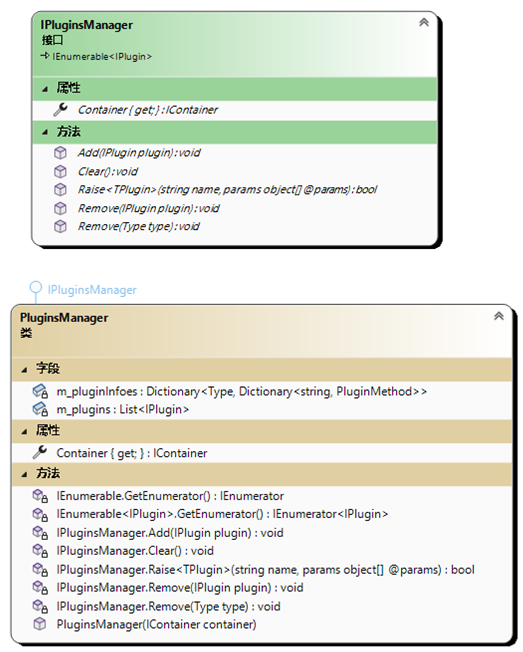 IPluginsManager
接口
IEnumerable<IPlugin>
属性
Container { get; } : IContainer
方法
Add(IPlugin plugin) : void
Clear() : void
Raise<TPlugin>(string name, params object[] @params) : bool
Remove(IPlugin plugin) : void
Remove(Type type) : void
IPluginsManager
PluginsManager
类
字段
m_pluginInfoes : Dictionary<Type, Dictionary<string, PluginMethod>>
m_plugins : List<IPlugin>
属性
Container { get; } : IContainer
方法
IEnumerable.GetEnumerator() : IEnumerator
IEnumerable<IPlugin>.GetEnumerator() : IEnumerator<IPlugin>
IPluginsManager.Add(IPlugin plugin) : void
IPluginsManager.Clear() : void
IPluginsManager.Raise<TPlugin>(string name, params object[] @params) : bool
IPluginsManager.Remove(IPlugin plugin) : void
IPluginsManager.Remove(Type type) : void
PluginsManager(IContainer container)